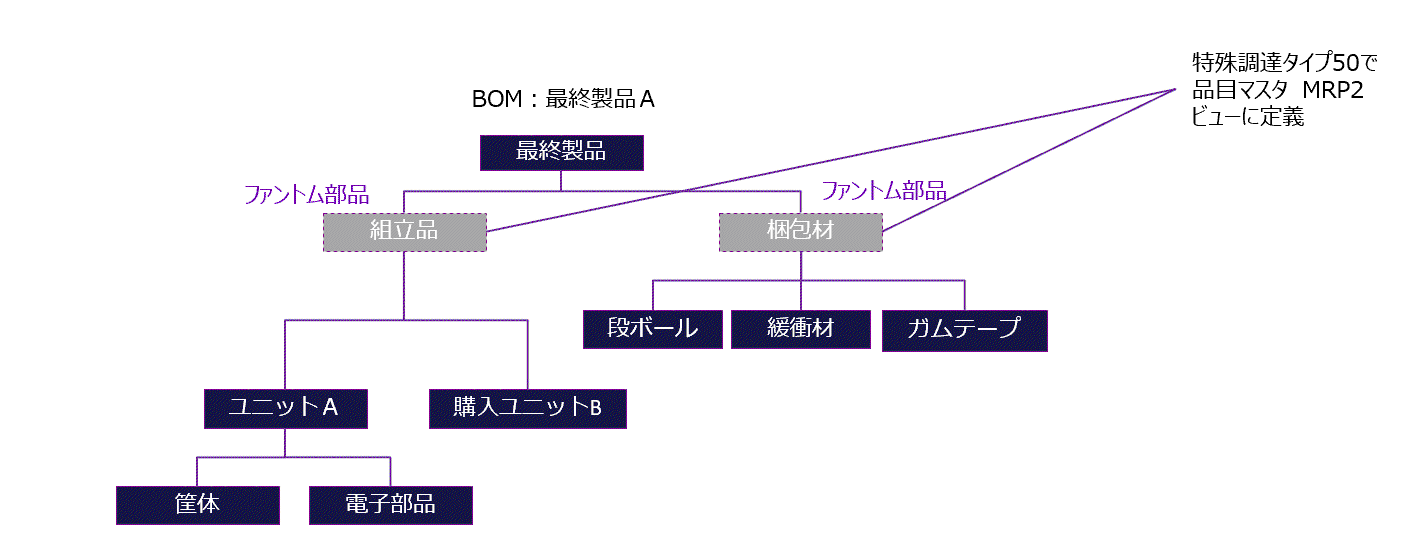 特殊調達タイプ50で
品目マスタ　MRP2
ビューに定義
BOM：最終製品Ａ
最終製品
ファントム部品
ファントム部品
組立品
梱包材
段ボール
緩衝材
ガムテープ
ユニットＡ
購入ユニットB
筐体
電子部品